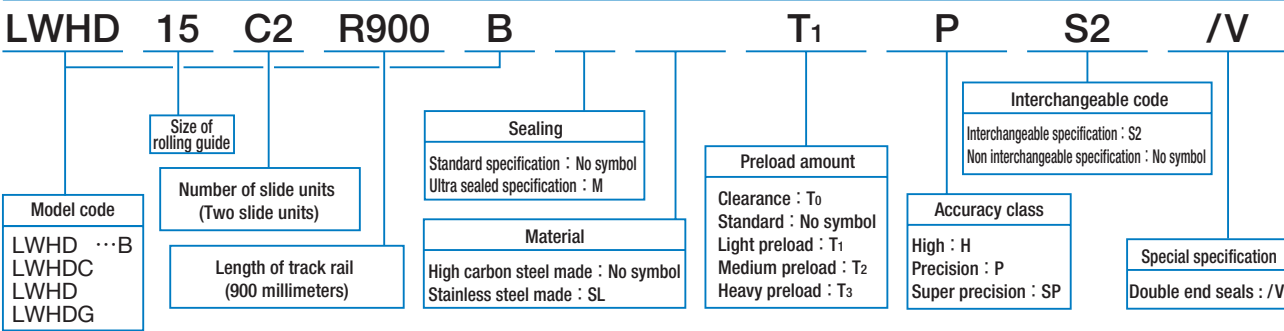 LWHD 15 C2 R900 B T1 P S2 /V
Size of
rolling guide
Model code
LWHD …B
LWHDC
LWHD
LWHDG
Number of slide units
(Two slide units)
Length of track rail
(900 millimeters)
Sealing
Standard specification : No symbol
Ultra sealed specification : M
Material
High carbon steel made : No symbol
Stainless steel made : SL
Preload amount
Clearance : T0
Standard : No symbol
Light preload : T1
Medium preload : T2
Heavy preload : T3
Accuracy class
High : H
Precision : P
Super precision : SP
Interchangeable code
Interchangeable specification : S2
Non interchangeable specification : No symbol
Special specification
Double end seals : /V